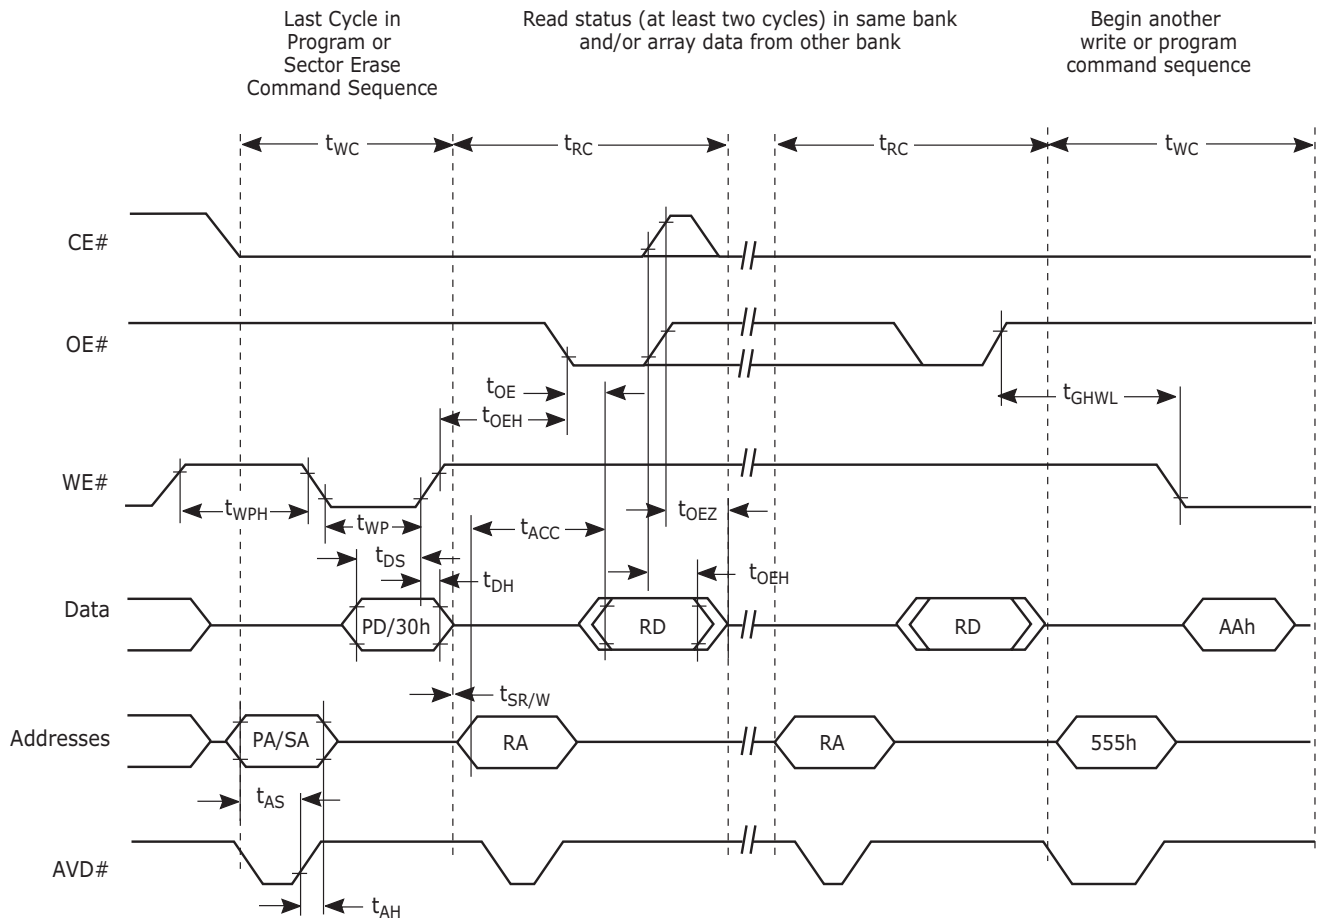 Last Cycle in
Program or
Sector Erase
Command Sequence
Read status (at least two cycles) in same bank
and/or array data from other bank
Begin another
write or program
command sequence
tWC
tRC
tRC
tWC
CE#
OE#
tOE
tOEH
tGHWL
WE#
tWPH
tWP
tACC
tOEZ
tDS
tDH
tOEH
Data
PD/30h
RD
RD
AAh
tSR/W
Addresses
PA/SA
RA
RA
555h
tAS
AVD#
tAH